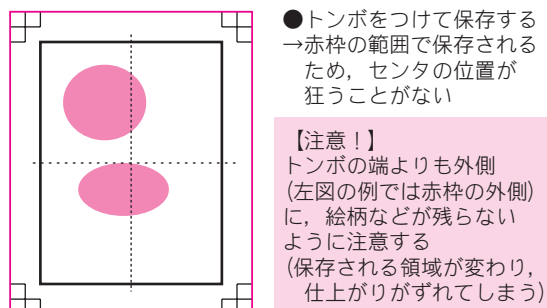 ●トンボをつけて保存する
→赤枠の範囲で保存される
ため，センタの位置が
狂うことがない
【注意！】
トンボの端よりも外側
(左図の例では赤枠の外側)
に，絵柄などが残らない
ように注意する
(保存される領域が変わり，
仕上がりがずれてしまう)